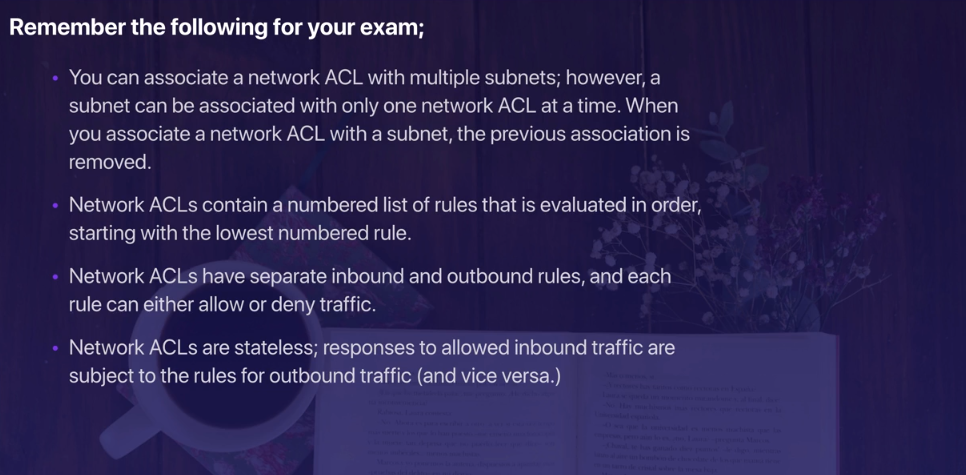 Remember the following for your exam;
• You can associate a network ACL with multiple subnets; however, a
subnet can be associated with only one network ACL at a time. When
you associate a network ACL with a subnet, the previous association is
removed.
• Network ACLs contain a numbered list of rules that is evaluated in order,
starting with the lowest numbered rule.
• Network ACLs have separate inbound and outbound rules, and each
rule can either allow or deny traffic.
• Network ACLs are stateless; responses to allowed inbound traffic are
subject to the rules for outbound traffic (and vice versa.)